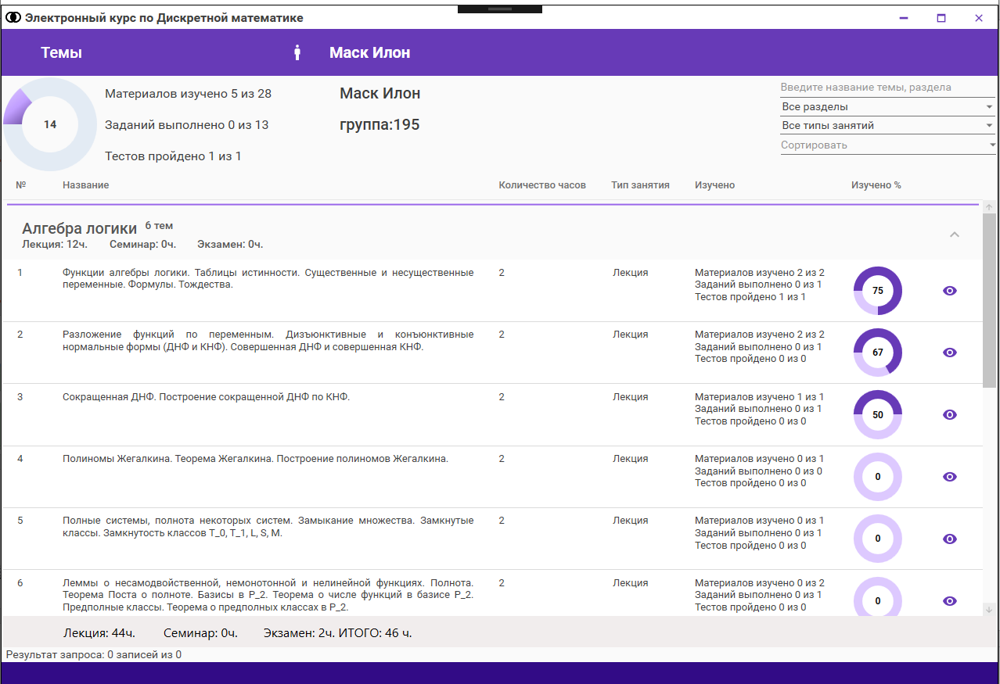 Электронный курс по Дискретной математике
Темы
Маск Илон
14
Материалов изучено 5 из 28
Заданий выполнено 0 из 13
Тестов пройдено 1 из 1
Маск Илон
группа:195
Введите название темы, раздела
Все разделы
Все типы занятий
Сортировать
№ Название Количество часов Тип занятия Изучено Изучено %
Алгебра логики 6 тем
Лекция: 12ч. Семинар: 0ч. Экзамен: 0ч.
1
Функции алгебры логики. Таблицы истинности. Существенные и несущественные
переменные. Формулы. Тождества.
2
Лекция
Материалов изучено 2 из 2
Заданий выполнено 0 из 1
Тестов пройдено 1 из 1
75
2
Разложение функций по переменным. Дизъюнктивные и конъюнктивные
нормальные формы (ДНФ и КНФ). Совершенная ДНФ и совершенная КНФ.
2
Лекция
Материалов изучено 2 из 2
Заданий выполнено 0 из 1
Тестов пройдено 0 из 0
67
3
Сокращенная ДНФ. Построение сокращенной ДНФ по КНФ.
2
Лекция
Материалов изучено 1 из 1
Заданий выполнено 0 из 1
Тестов пройдено 0 из 0
50
4
Полиномы Жегалкина. Теорема Жегалкина. Построение полиномов Жегалкина.
2
Лекция
Материалов изучено 0 из 1
Заданий выполнено 0 из 0
Тестов пройдено 0 из 0
0
5
Полные системы, полнота некоторых систем. Замыкание множества. Замкнутые
классы. Замкнутость классов T_0, T_1, L, S, M.
2
Лекция
Материалов изучено 0 из 1
Заданий выполнено 0 из 1
Тестов пройдено 0 из 0
0
6
Леммы о несамодвойственной, немонотонной и нелинейной функциях. Полнота.
Теорема Поста о полноте. Базисы в P_2. Теорема о числе функций в базисе P_2.
Предполные классы. Теорема о предполных классах в P_2.
2
Лекция
Материалов изучено 0 из 2
Заданий выполнено 0 из 1
Тестов пройдено 0 из 0
0
Лекция: 44ч. Семинар: 0ч. Экзамен: 2ч. ИТОГО: 46 ч.
Результат запроса: 0 записей из 0